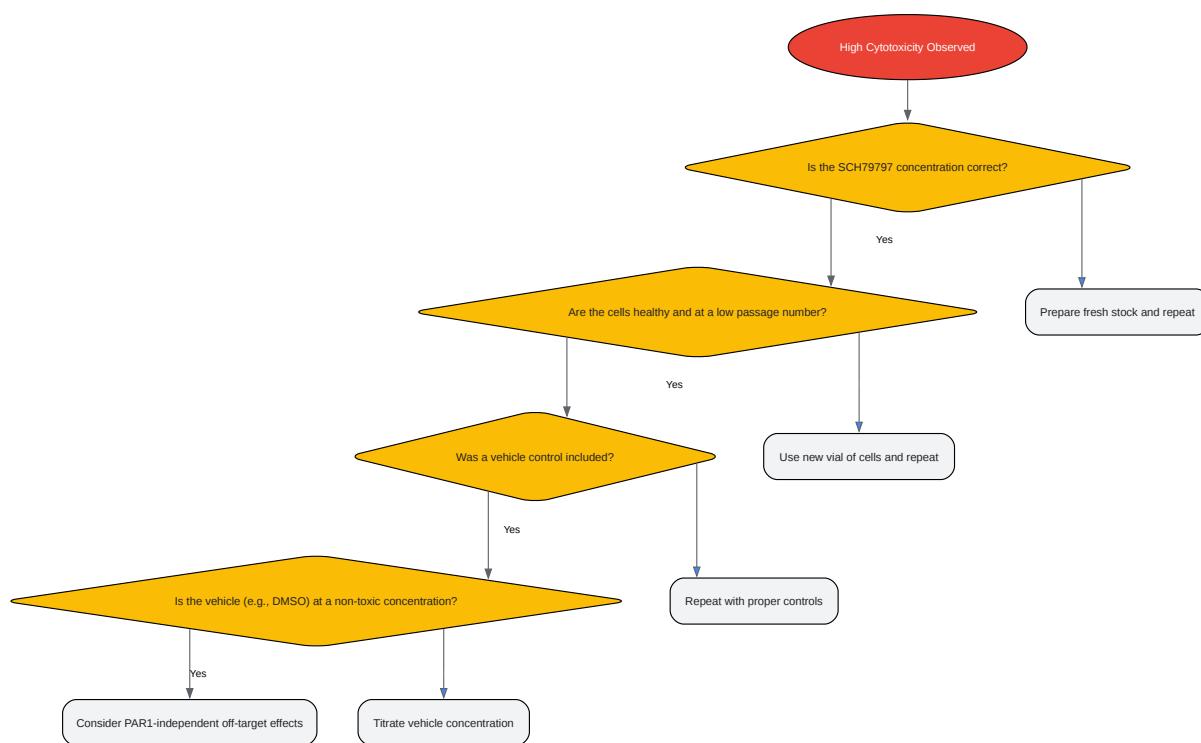 High Cytotoxicity Observed
Is the SCH79797 concentration correct?
Yes
Are the cells healthy and at a low passage number?
Prepare fresh stock and repeat
Yes
Was a vehicle control included?
Use new vial of cells and repeat
Yes
Is the vehicle (e.g., DMSO) at a non-toxic concentration?
Repeat with proper controls
Yes
Consider PAR1-independent off-target effects
Titrate vehicle concentration